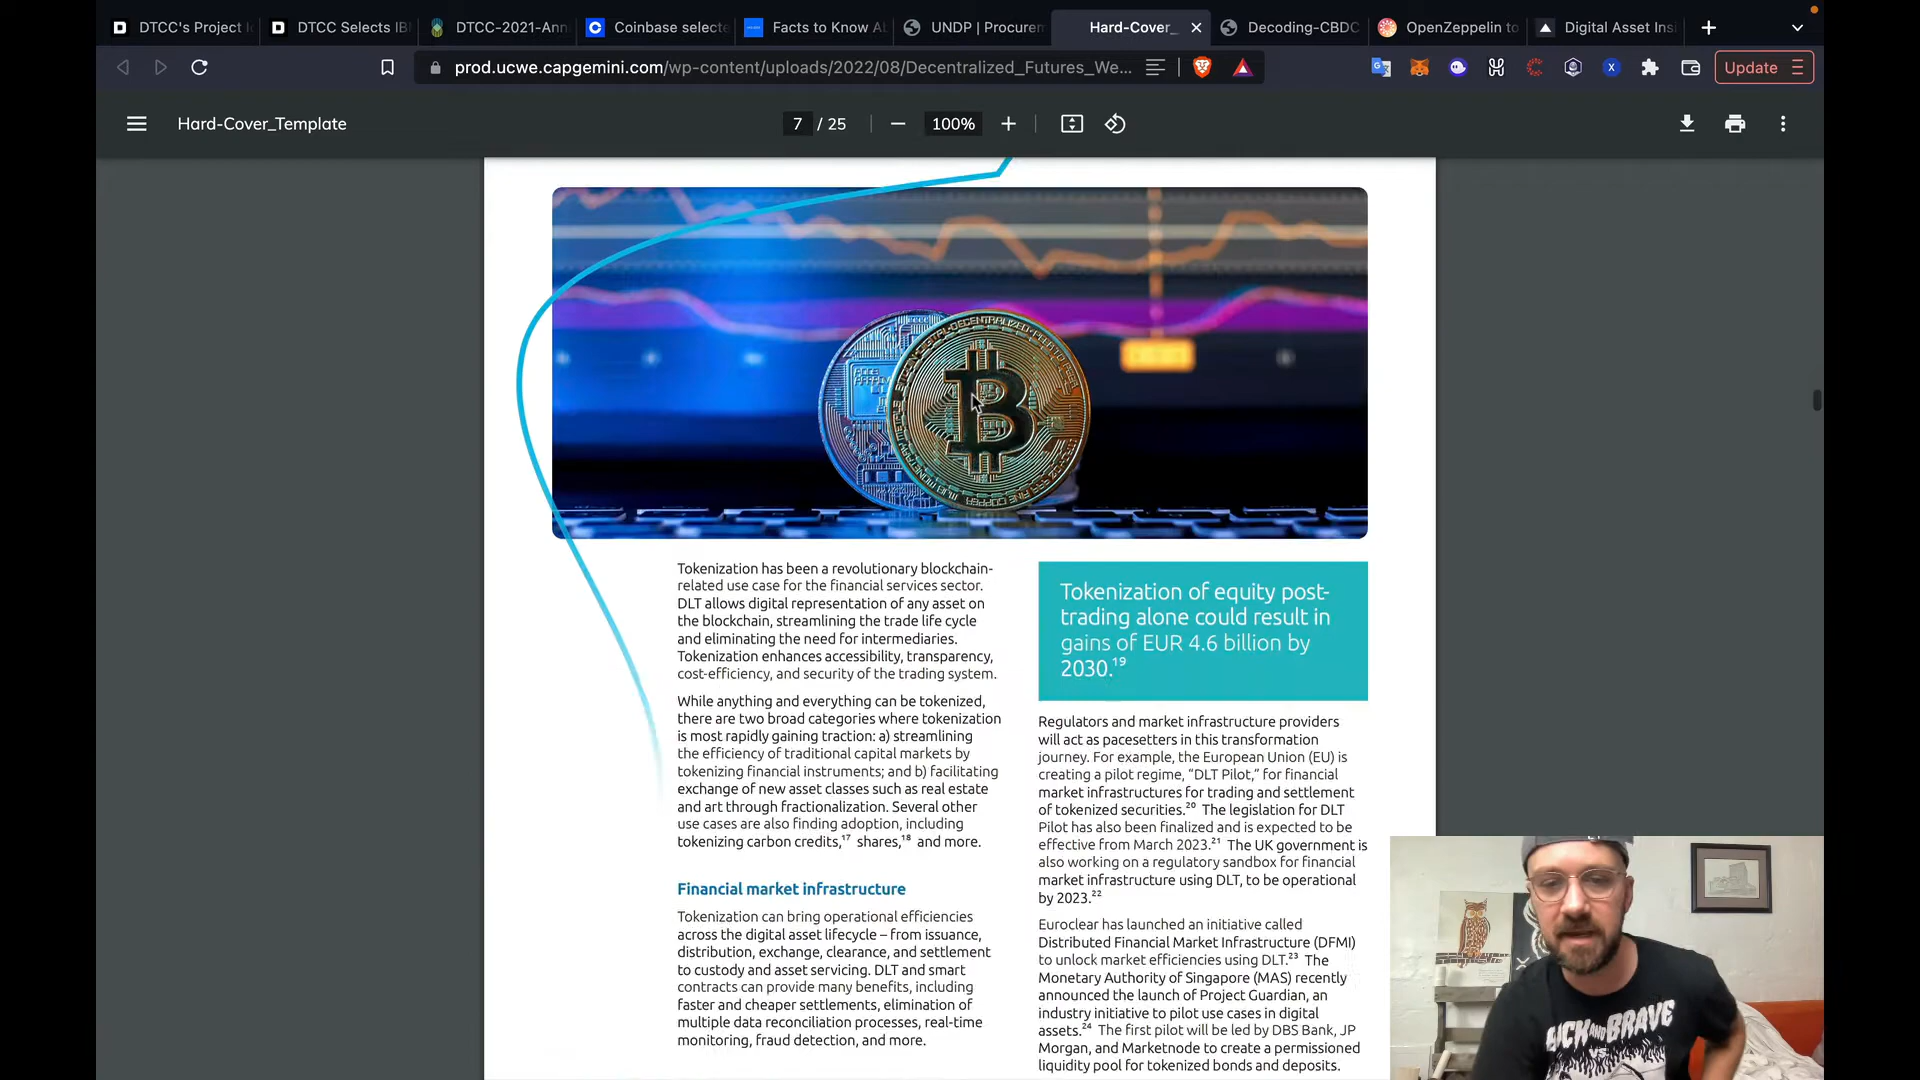 DTCC's Project I
DTCC Selects IB
DTCC-2021-Ann
Coinbase selecte
Facts to Know Al
UNDP | Procurem
Hard-Cover_
Decoding-CBDC
OpenZeppelin to
Digital Asset Insi
prod.ucwe.capgemini.com/wp-content/uploads/2022/08/Decentralized_Futures_We...
Update
Hard-Cover_Template
7 / 25
100%
Tokenization has been a revolutionary blockchain-
related use case for the financial services sector.
DLT allows digital representation of any asset on
the blockchain, streamlining the trade life cycle
and eliminating the need for intermediaries.
Tokenization enhances accessibility, transparency,
cost-efficiency, and security of the trading system.
While anything and everything can be tokenized,
there are two broad categories where tokenization
is most rapidly gaining traction: a) streamlining
the efficiency of traditional capital markets by
tokenizing financial instruments; and b) facilitating
exchange of new asset classes such as real estate
and art through fractionalization. Several other
use cases are also finding adoption, including
tokenizing carbon credits,17 shares,18 and more.
Financial market infrastructure
Tokenization can bring operational efficiencies
across the digital asset lifecycle – from issuance,
distribution, exchange, clearance, and settlement
to custody and asset servicing. DLT and smart
contracts can provide many benefits, including
faster and cheaper settlements, elimination of
multiple data reconciliation processes, real-time
monitoring, fraud detection, and more.
Tokenization of equity post-
trading alone could result in
gains of EUR 4.6 billion by
2030.19
Regulators and market infrastructure providers
will act as pacesetters in this transformation
journey. For example, the European Union (EU) is
creating a pilot regime, “DLT Pilot,” for financial
market infrastructures for trading and settlement
of tokenized securities.20 The legislation for DLT
Pilot has also been finalized and is expected to be
effective from March 2023.21 The UK government is
also working on a regulatory sandbox for financial
market infrastructure using DLT, to be operational
by 2023.22
Euroclear has launched an initiative called
Distributed Financial Market Infrastructure (DFMI)
to unlock market efficiencies using DLT.23 The
Monetary Authority of Singapore (MAS) recently
announced the launch of Project Guardian, an
industry initiative to pilot use cases in digital
assets.24 The first pilot will be led by DBS Bank, JP
Morgan, and Marketnode to create a permissioned
liquidity pool for tokenized bonds and deposits.
AND BRAVE
VS